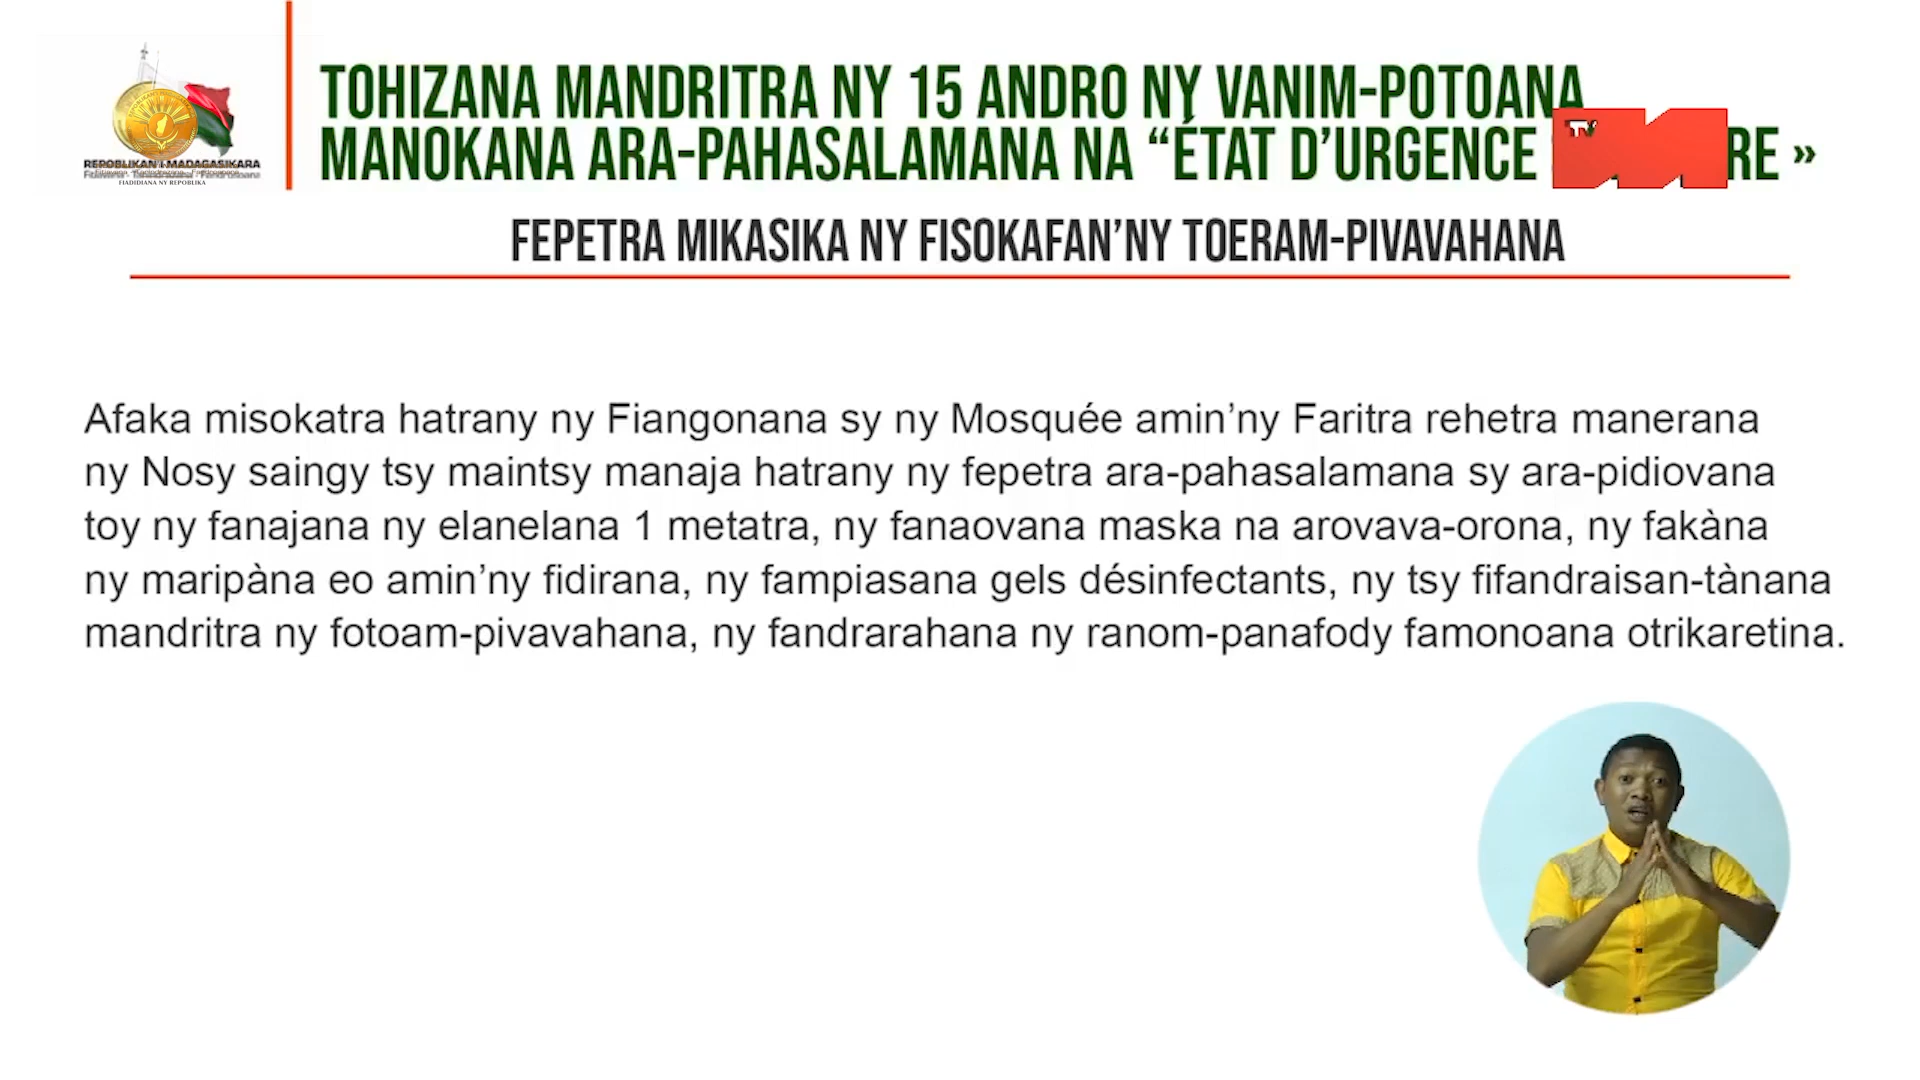 TOHIZANA MANDRITRA NY 15 ANDRO NY VANIM-POTOANA
MANOKANA ARA-PAHASALAMANA NA “ÉTAT D’URGENCE RE »
TV
REPOBLIKAN'I MADAGASIKARA
FIADIDIANA NY REPOBLIKA
FEPETRA MIKASIKA NY FISOKAFAN’NY TOERAM-PIVAVAHANA
Afaka misokatra hatrany ny Fiangonana sy ny Mosquée amin’ny Faritra rehetra manerana
ny Nosy saingy tsy maintsy manaja hatrany ny fepetra ara-pahasalamana sy ara-pidiovana
toy ny fanajana ny elanelana 1 metatra, ny fanaovana maska na arovava-orona, ny fakàna
ny maripàna eo amin’ny fidirana, ny fampiasana gels désinfectants, ny tsy fifandraisan-tànana
mandritra ny fotoam-pivavahana, ny fandrarahana ny ranom-panafody famonoana otrikaretina.